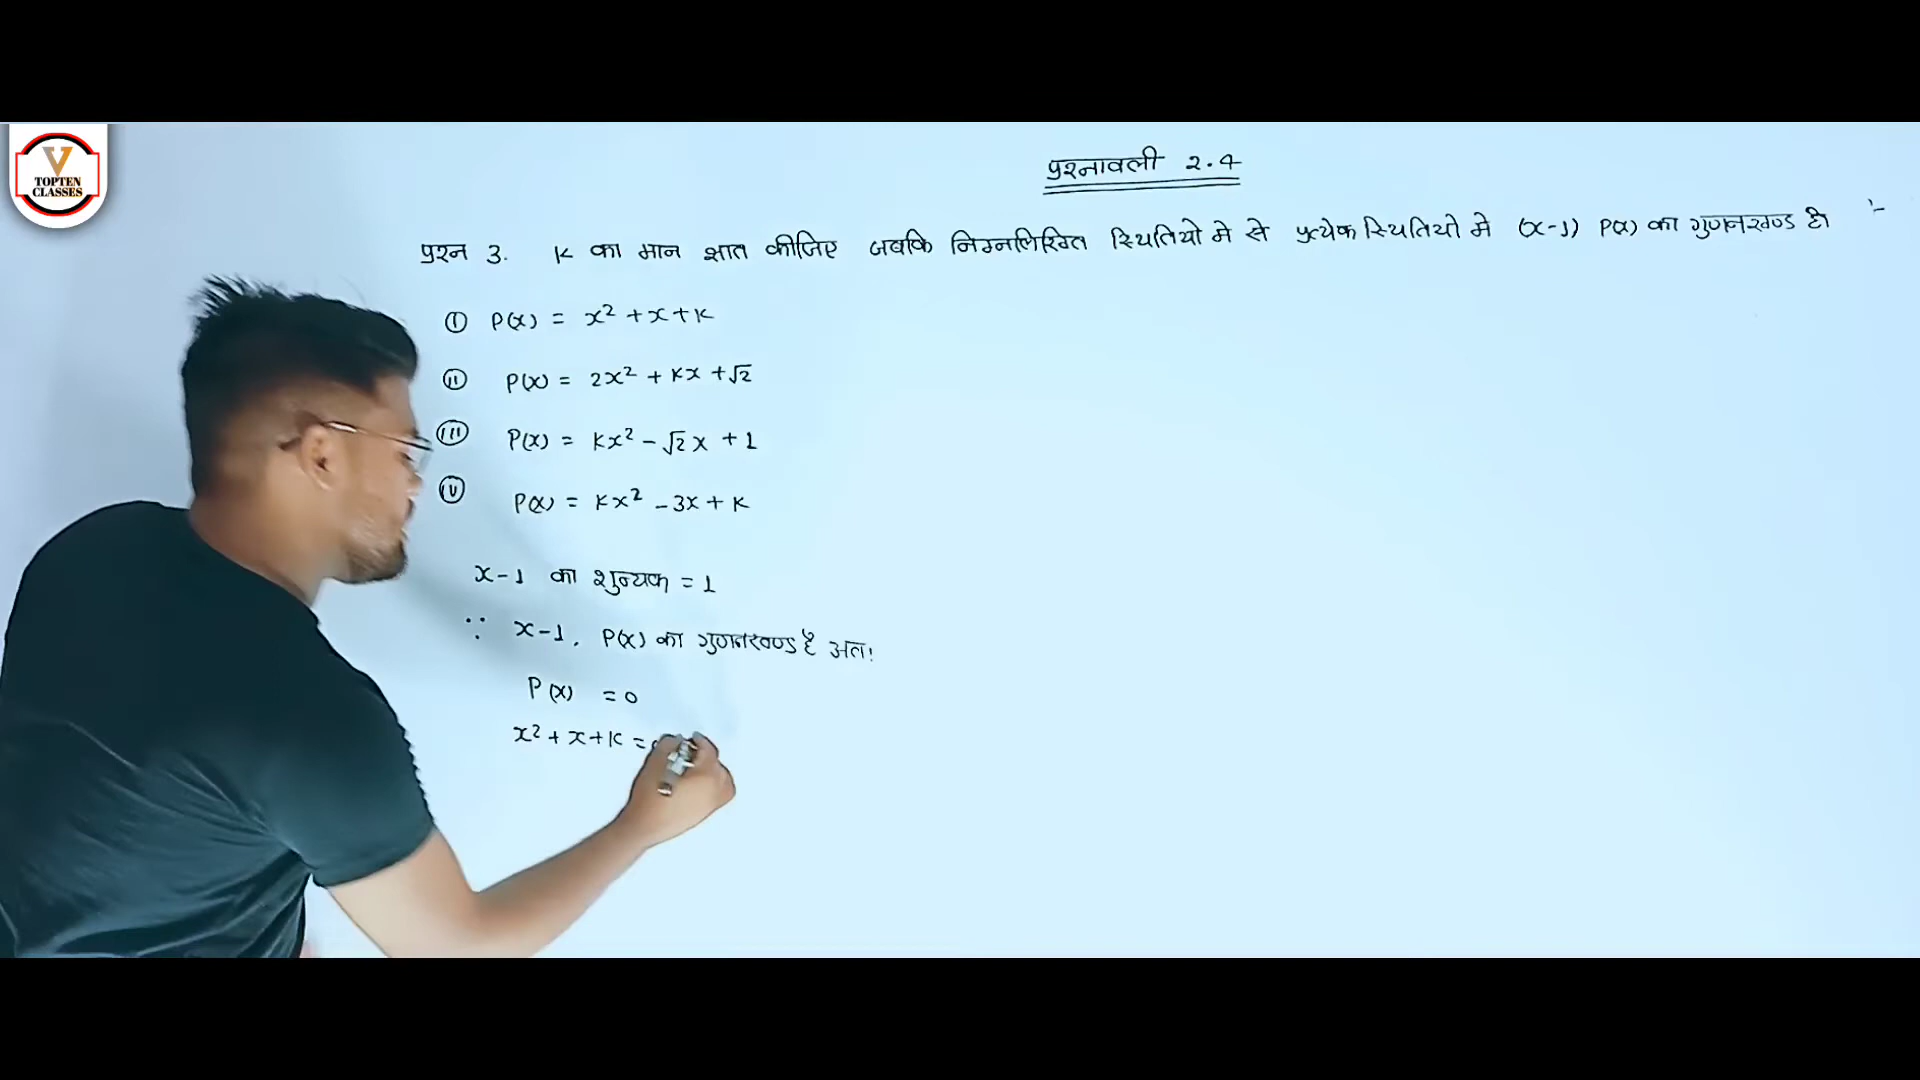 V
TOPTEN
CLASSES
प्रश्नावली 2.4
प्रश्न 3. K का मान ज्ञात कीजिए जबकि निम्नलिखित स्थितियो मे से प्रत्येक स्थितियो मे (x-1) P(x) का गुणनखण्ड हो :-
(i) P(x) = x² + x + K
(ii) P(x) = 2x² + Kx + √2
(iii) P(x) = Kx² - √2x + 1
(iv) P(x) = Kx² - 3x + K
x-1 का शुन्यक = 1
∵ x-1, P(x) का गुणनखण्ड है अतः
P(x) = 0
x² + x + K =